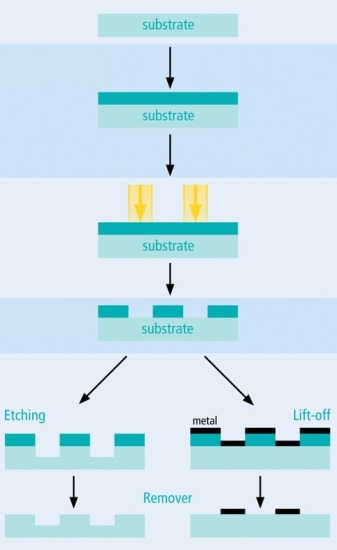 substrate
substrate
substrate
substrate
Etching
metal
Lift-off
Remover